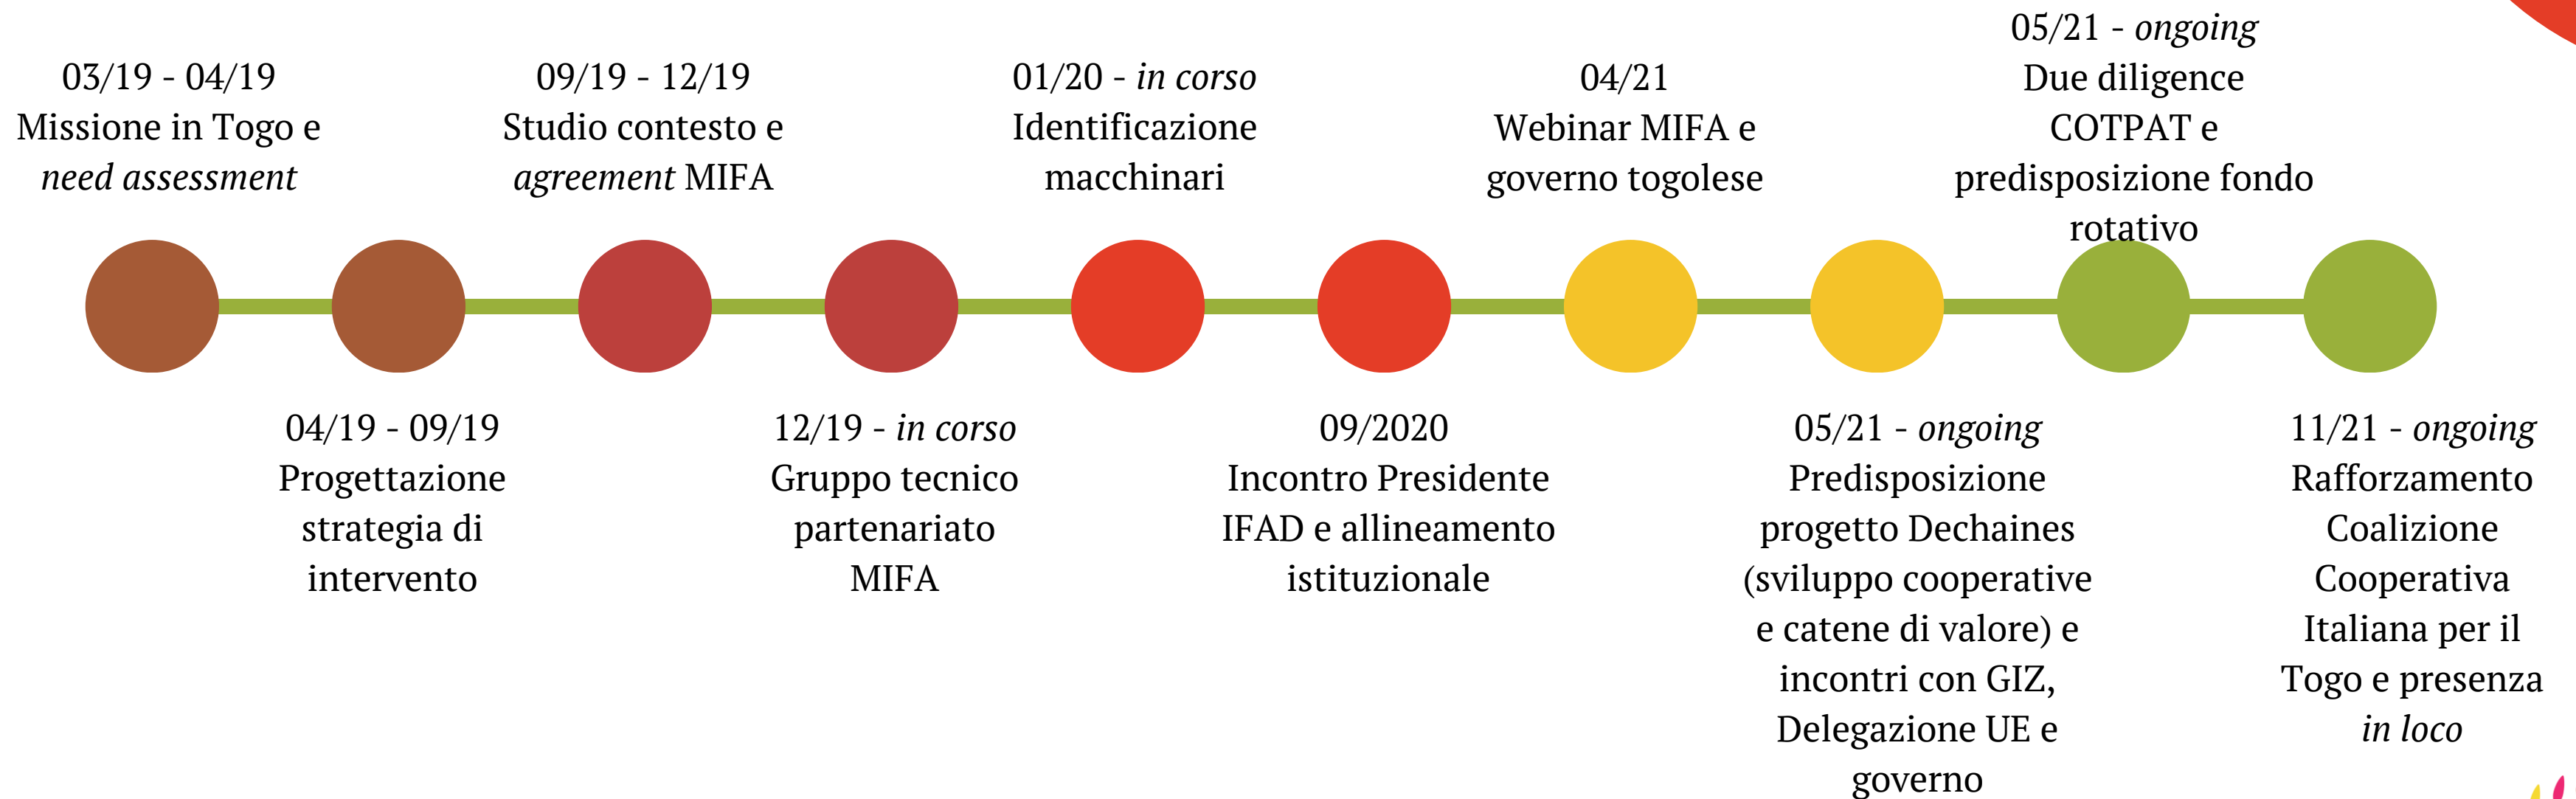 03/19 - 04/19
Missione in Togo e
need assessment
04/19 - 09/19
Progettazione
strategia di
intervento
09/19 - 12/19
Studio contesto e
agreement MIFA
12/19 - in corso
Gruppo tecnico
partenariato
MIFA
01/20 - in corso
Identificazione
macchinari
09/2020
Incontro Presidente
IFAD e allineamento
istituzionale
04/21
Webinar MIFA e
governo togolese
05/21 - ongoing
Predisposizione
progetto Dechaines
(sviluppo cooperative
e catene di valore) e
incontri con GIZ,
Delegazione UE e
governo
05/21 - ongoing
Due diligence
COTPAT e
predisposizione fondo
rotativo
11/21 - ongoing
Rafforzamento
Coalizione
Cooperativa
Italiana per il
Togo e presenza
in loco